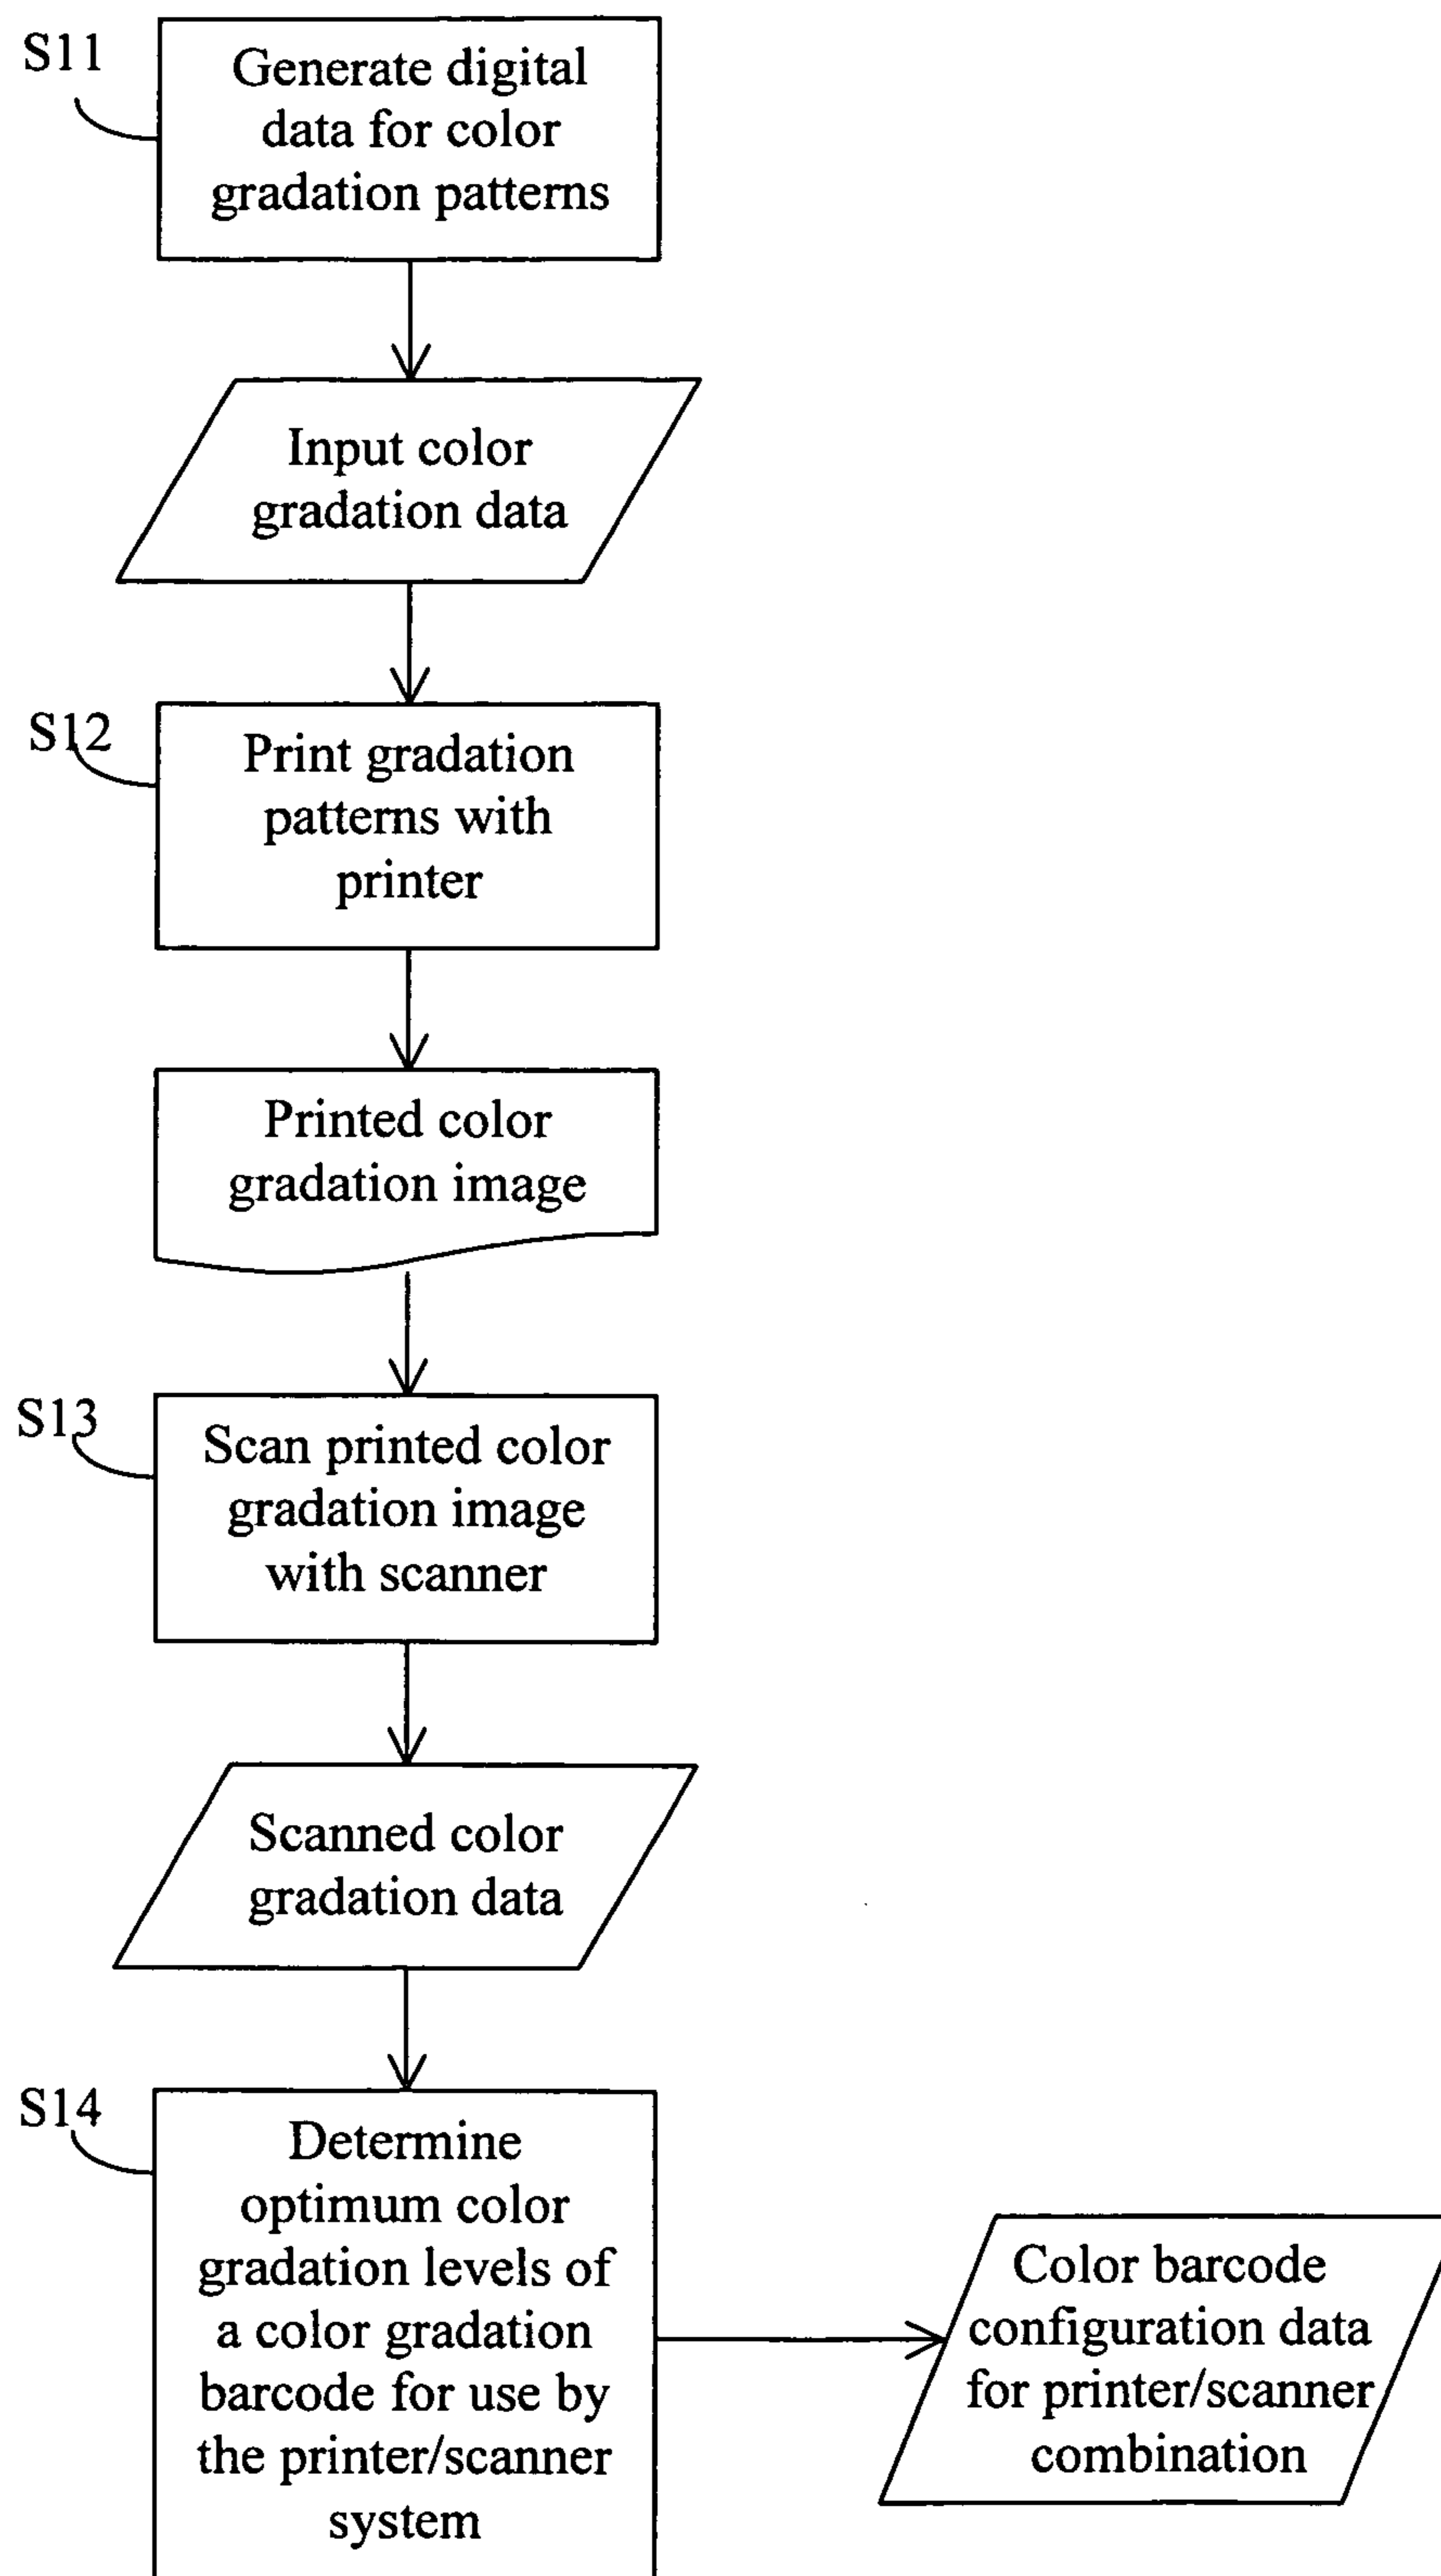 S11
Generate digital
data for color
gradation patterns
Input color
gradation data
S12
Print gradation
patterns with
printer
Printed color
gradation image
S13
Scan printed color
gradation image
with scanner
Scanned color
gradation data
S14
Determine
optimum color
gradation levels of
a color gradation
barcode for use by
the printer/scanner
system
Color barcode
configuration data
for printer/scanner
combination